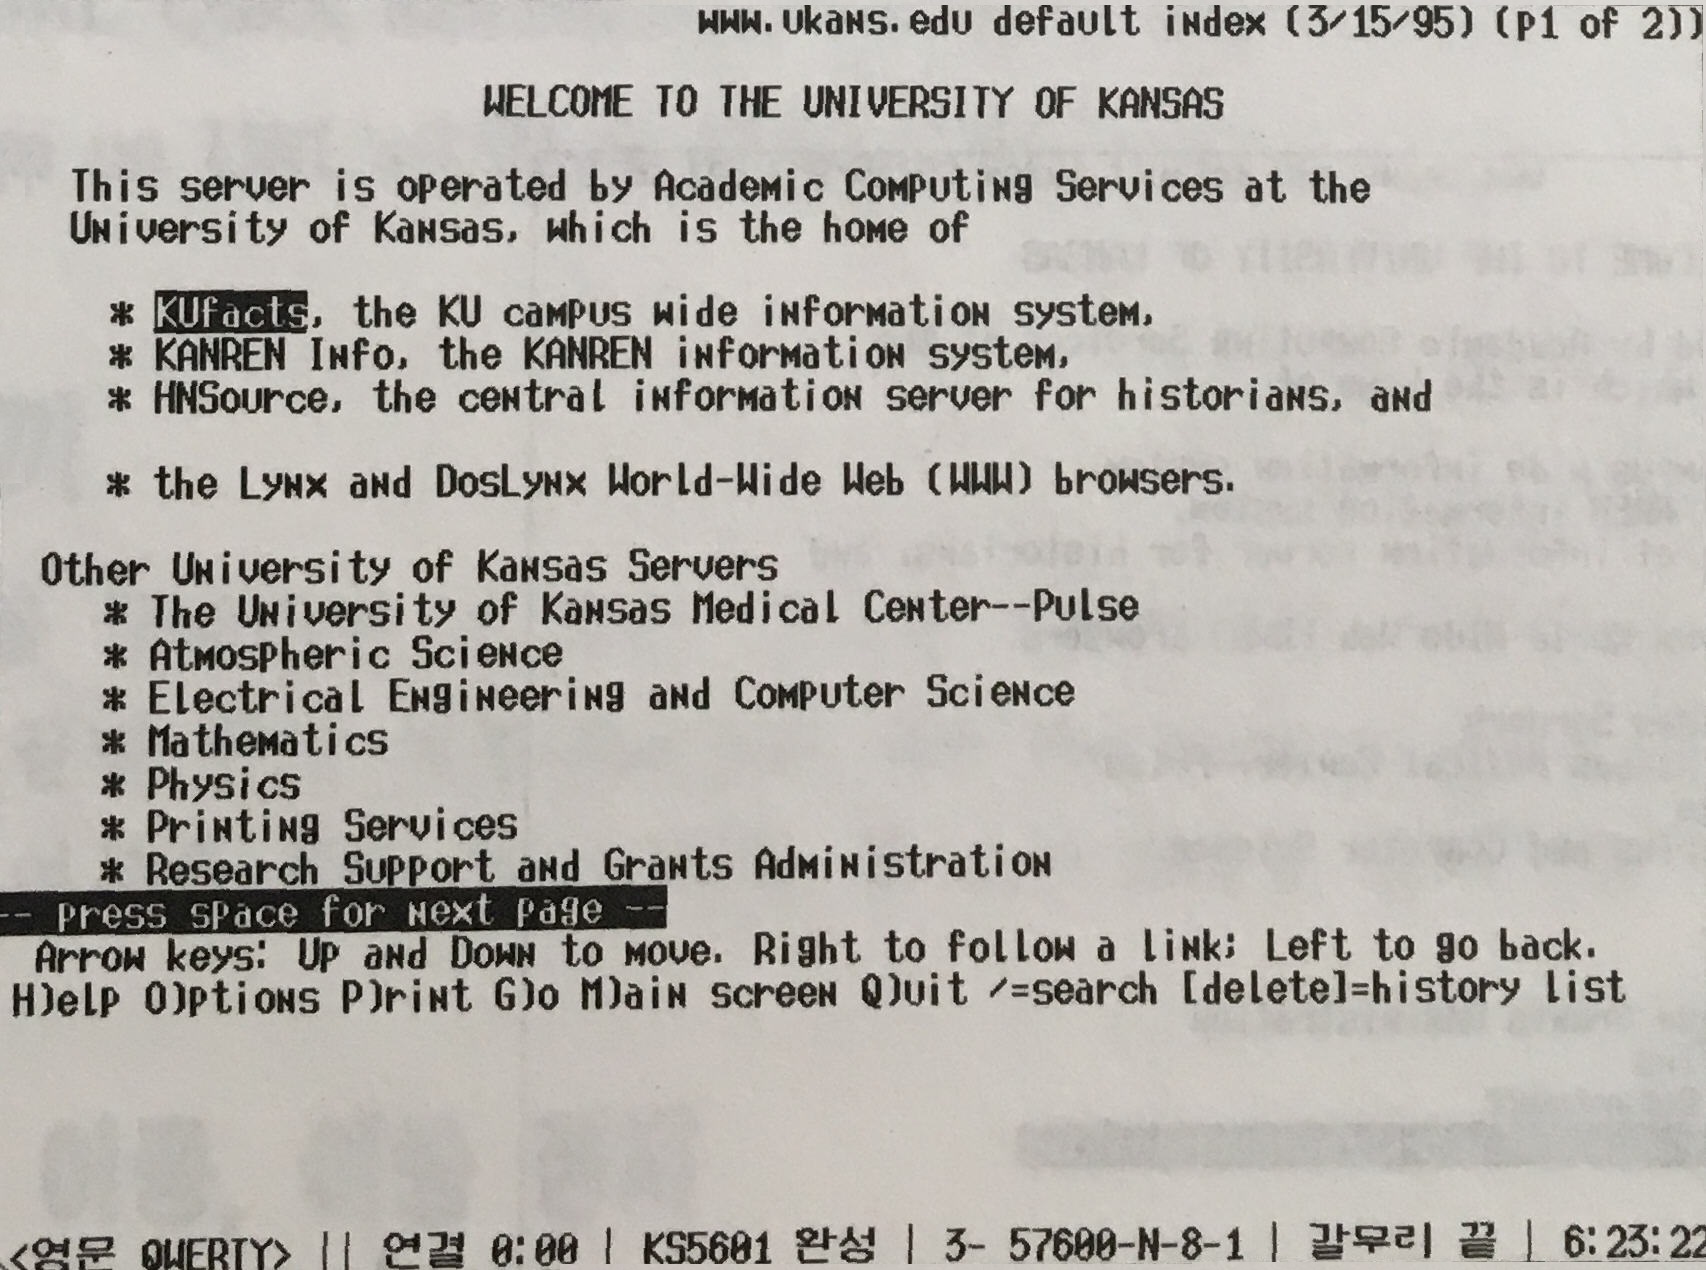 www.ukans.edu default index (3/15/95) (p1 of 2))
WELCOME TO THE UNIVERSITY OF KANSAS
This server is operated by Academic Computing Services at the
University of Kansas, which is the home of
* KUfacts, the KU campus wide information system,
* KANREN Info, the KANREN information system,
* HNSource, the central information server for historians, and
* the Lynx and DosLynx World-Wide Web (WWW) browsers.
Other University of Kansas Servers
* The University of Kansas Medical Center--Pulse
* Atmospheric Science
* Electrical Engineering and Computer Science
* Mathematics
* Physics
* Printing Services
* Research Support and Grants Administration
-- press space for next page --
Arrow keys: Up and Down to move. Right to follow a link; Left to go back.
H)elp O)ptions P)rint G)o M)ain screen Q)uit /=search [delete]=history list
<영문 QWERTY> || 연결 0:00 | KS5601 완성 | 3- 57600-N-8-1 | 갈무리 끝 | 6:23:22